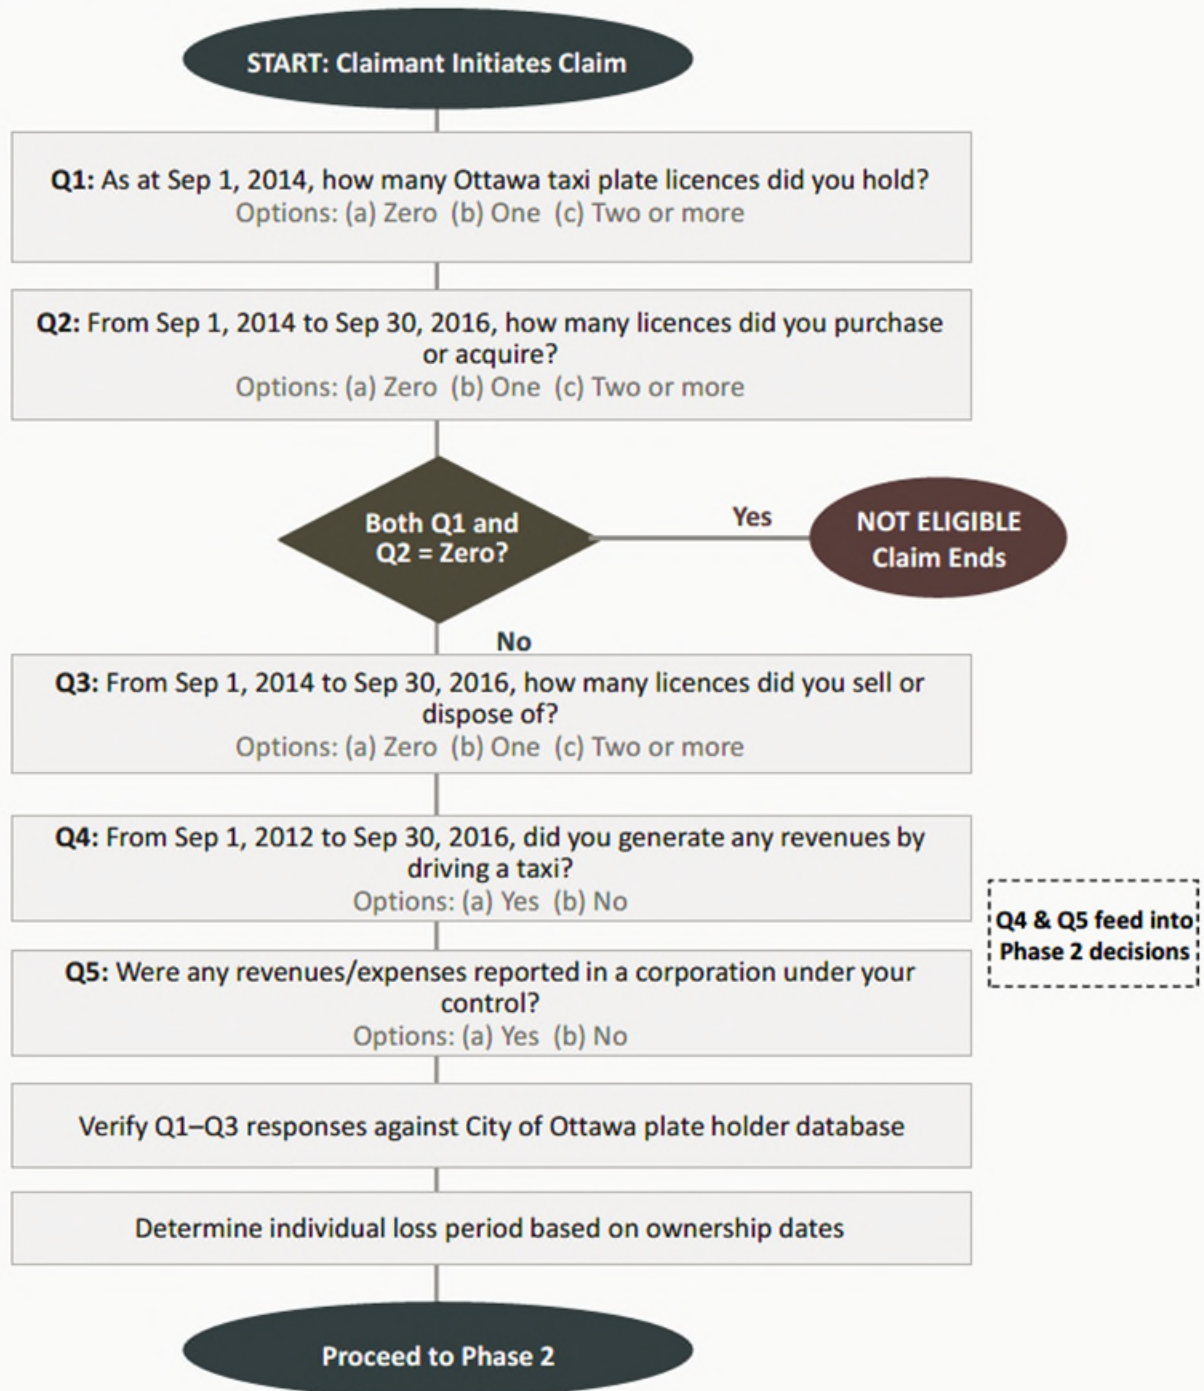 START: Claimant Initiates Claim
Q1: As at Sep 1, 2014, how many Ottawa taxi plate licences did you hold?
Options: (a) Zero (b) One (c) Two or more
Q2: From Sep 1, 2014 to Sep 30, 2016, how many licences did you purchase
or acquire?
Options: (a) Zero (b) One (c) Two or more
Both Q1 and
Q2 = Zero?
Yes
NOT ELIGIBLE
Claim Ends
No
Q3: From Sep 1, 2014 to Sep 30, 2016, how many licences did you sell or
dispose of?
Options: (a) Zero (b) One (c) Two or more
Q4: From Sep 1, 2012 to Sep 30, 2016, did you generate any revenues by
driving a taxi?
Options: (a) Yes (b) No
Q4 & Q5 feed into
Phase 2 decisions
Q5: Were any revenues/expenses reported in a corporation under your
control?
Options: (a) Yes (b) No
Verify Q1–Q3 responses against City of Ottawa plate holder database
Determine individual loss period based on ownership dates
Proceed to Phase 2